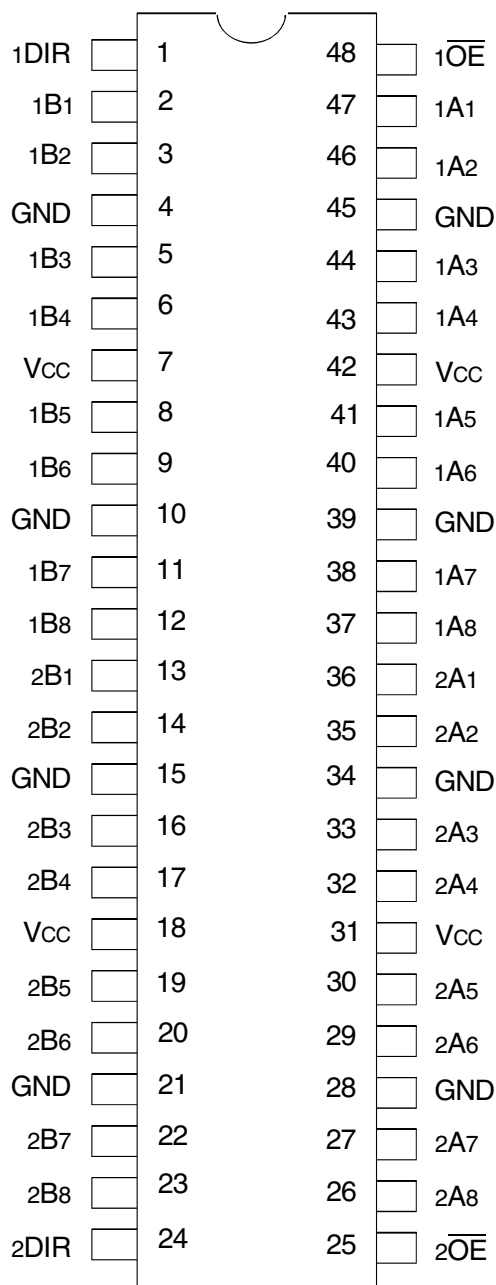 1DIR 1 48 1O̅E̅
1B1 2 47 1A1
1B2 3 46 1A2
GND 4 45 GND
1B3 5 44 1A3
1B4 6 43 1A4
VCC 7 42 VCC
1B5 8 41 1A5
1B6 9 40 1A6
GND 10 39 GND
1B7 11 38 1A7
1B8 12 37 1A8
2B1 13 36 2A1
2B2 14 35 2A2
GND 15 34 GND
2B3 16 33 2A3
2B4 17 32 2A4
VCC 18 31 VCC
2B5 19 30 2A5
2B6 20 29 2A6
GND 21 28 GND
2B7 22 27 2A7
2B8 23 26 2A8
2DIR 24 25 2O̅E̅